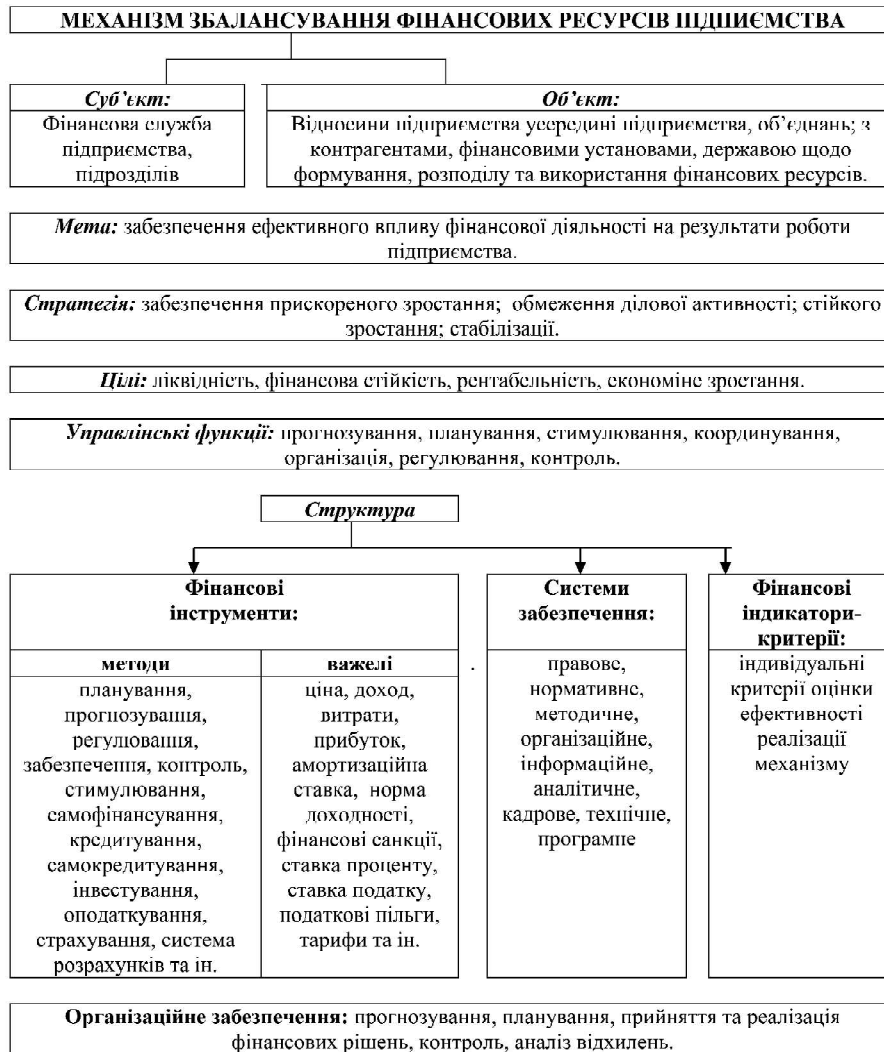 МЕХАНІЗМ ЗБАЛАНСУВАННЯ ФІНАНСОВИХ РЕСУРСІВ ПІДПИЄМСТВА
Суб’єкт:
Фінансова служба
підприємства,
підрозділів
Об’єкт:
Відносини підприємства усередині підприємства, об’єднань; з
контрагентами, фінансовими установами, державою щодо
формування, розподілу та використання фінансових ресурсів.
Мета: забезпечення ефективного впливу фінансової діяльності на результати роботи
підприємства.
Стратегія: забезпечення прискореного зростання; обмеження ділової активності; стійкого
зростання; стабілізації.
Цілі: ліквідність, фінансова стійкість, рентабельність, економіне зростання.
Управлінські функції: прогнозування, планування, стимулювання, координування,
організація, регулювання, контроль.
Структура
Фінансові
інструменти:
методи
планування,
прогнозування,
регулювання,
забезпечення, контроль,
стимулювання,
самофінансування,
кредитування,
самокредитування,
інвестування,
оподаткування,
страхування, система
розрахунків та ін.
важелі
ціна, доход,
витрати,
прибуток,
амортизаційна
ставка, норма
доходності,
фінансові санкції,
ставка проценту,
ставка податку,
податкові пільги,
тарифи та ін.
.
Системи
забезпечення:
правове,
нормативне,
методичне,
організаційне,
інформаційне,
аналітичне,
кадрове, технічне,
програмне
Фінансові
індикатори-
критерії:
індивідуальні
критерії оцінки
ефективності
реалізації
механізму
Організаційне забезпечення: прогнозування, планування, прийняття та реалізація
фінансових рішень, контроль, аналіз відхилень.